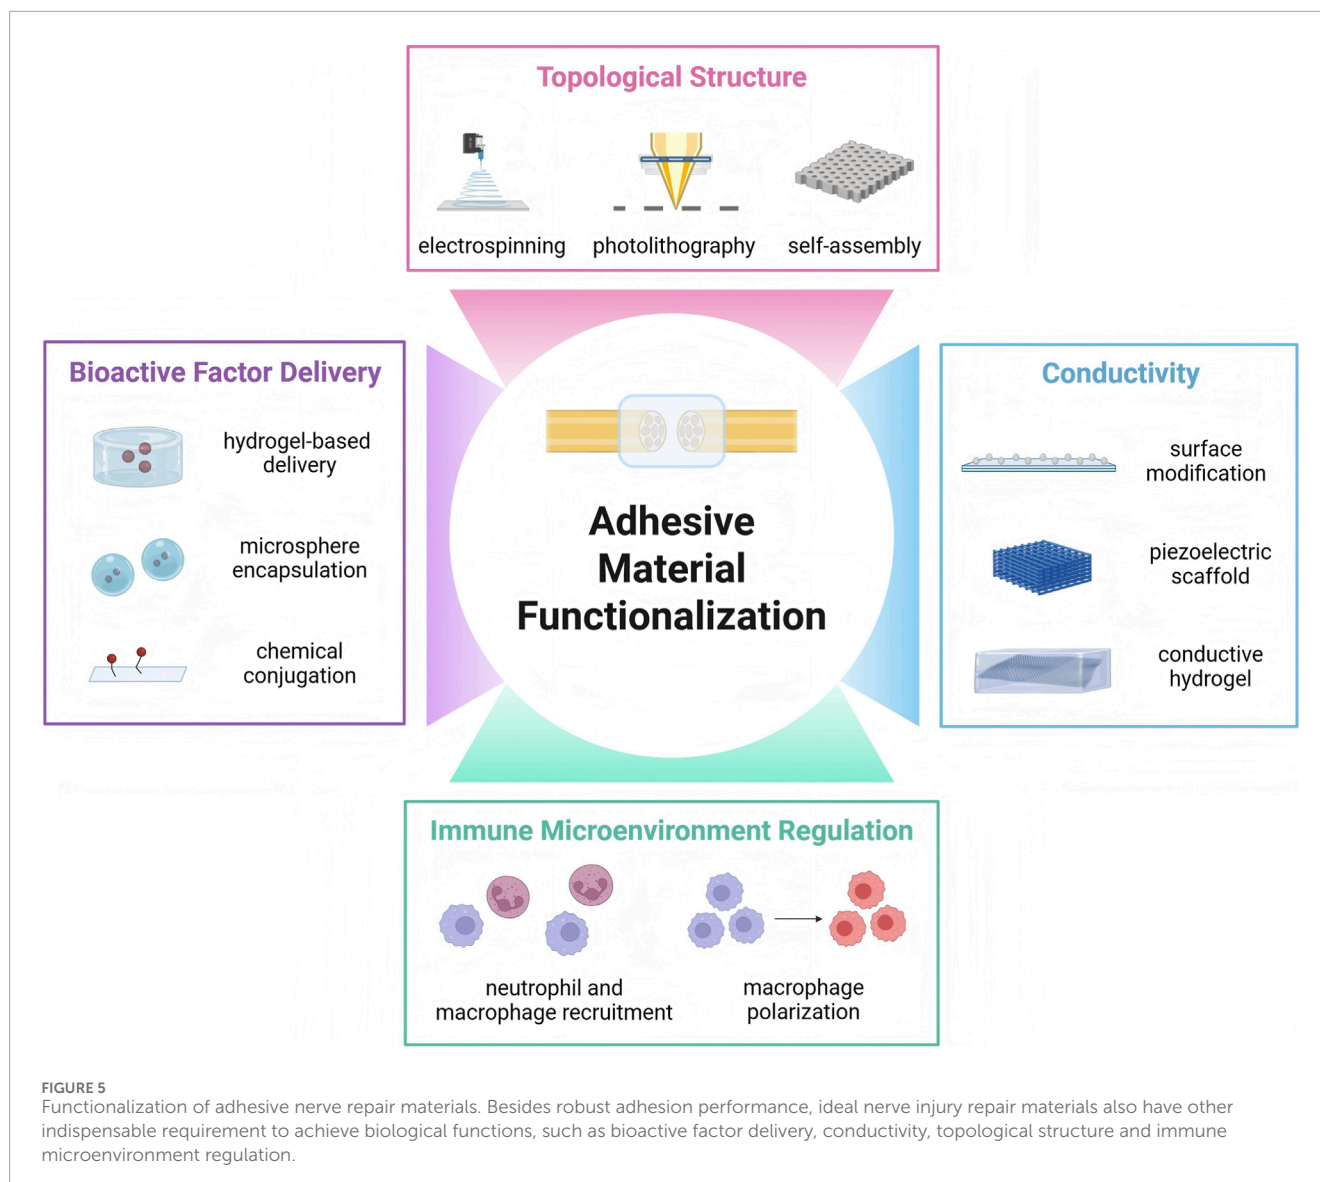 Topological Structure
electrospinning
photolithography
self-assembly
Bioactive Factor Delivery
hydrogel-based
delivery
microsphere
encapsulation
chemical
conjugation
Adhesive
Material
Functionalization
Conductivity
surface
modification
piezoelectric
scaffold
conductive
hydrogel
Immune Microenvironment Regulation
neutrophil and
macrophage recruitment
macrophage
polarization
FIGURE 5
Functionalization of adhesive nerve repair materials. Besides robust adhesion performance, ideal nerve injury repair materials also have other
indispensable requirement to achieve biological functions, such as bioactive factor delivery, conductivity, topological structure and immune
microenvironment regulation.